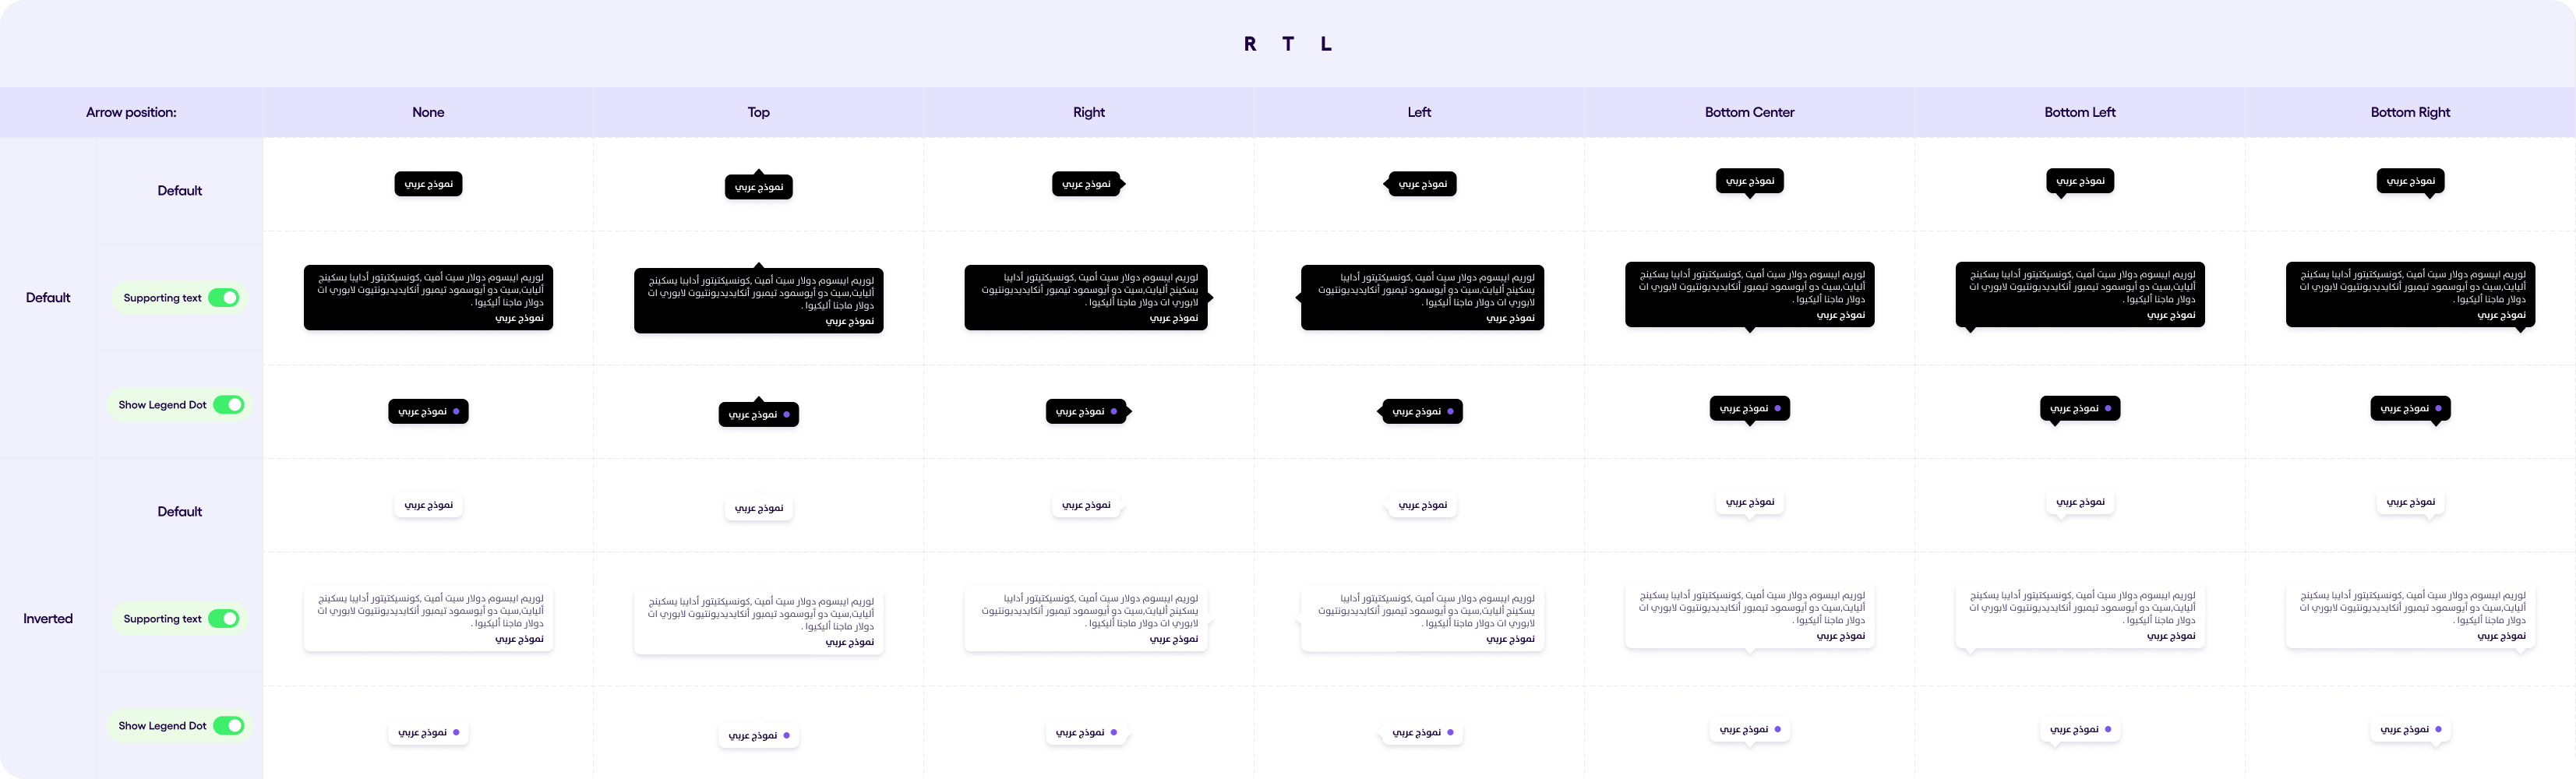 RTL
Arrow position:
None
Top
Right
Left
Bottom Center
Bottom Left
Bottom Right
Default
Default
نموذج عربي
نموذج عربي
نموذج عربي
نموذج عربي
نموذج عربي
نموذج عربي
نموذج عربي
Supporting text
لوريم ايبسوم دولار سيت أميت ,كونسيكتيتور أدايبا يسكينج
أليايت,سيت دو أيوسمود تيمبور أنكايديديونتيوت لابوري ات
دولار ماجنا أليكيوا .
نموذج عربي
لوريم ايبسوم دولار سيت أميت ,كونسيكتيتور أدايبا يسكينج
أليايت,سيت دو أيوسمود تيمبور أنكايديديونتيوت لابوري ات
دولار ماجنا أليكيوا .
نموذج عربي
لوريم ايبسوم دولار سيت أميت ,كونسيكتيتور أدايبا
يسكينج أليايت,سيت دو أيوسمود تيمبور أنكايديديونتيوت
لابوري ات دولار ماجنا أليكيوا .
نموذج عربي
لوريم ايبسوم دولار سيت أميت ,كونسيكتيتور أدايبا
يسكينج أليايت,سيت دو أيوسمود تيمبور أنكايديديونتيوت
لابوري ات دولار ماجنا أليكيوا .
نموذج عربي
لوريم ايبسوم دولار سيت أميت ,كونسيكتيتور أدايبا يسكينج
أليايت,سيت دو أيوسمود تيمبور أنكايديديونتيوت لابوري ات
دولار ماجنا أليكيوا .
نموذج عربي
لوريم ايبسوم دولار سيت أميت ,كونسيكتيتور أدايبا يسكينج
أليايت,سيت دو أيوسمود تيمبور أنكايديديونتيوت لابوري ات
دولار ماجنا أليكيوا .
نموذج عربي
لوريم ايبسوم دولار سيت أميت ,كونسيكتيتور أدايبا يسكينج
أليايت,سيت دو أيوسمود تيمبور أنكايديديونتيوت لابوري ات
دولار ماجنا أليكيوا .
نموذج عربي
Show Legend Dot
نموذج عربي
نموذج عربي
نموذج عربي
نموذج عربي
نموذج عربي
نموذج عربي
نموذج عربي
Inverted
Default
نموذج عربي
نموذج عربي
نموذج عربي
نموذج عربي
نموذج عربي
نموذج عربي
نموذج عربي
Supporting text
لوريم ايبسوم دولار سيت أميت ,كونسيكتيتور أدايبا يسكينج
أليايت,سيت دو أيوسمود تيمبور أنكايديديونتيوت لابوري ات
دولار ماجنا أليكيوا .
نموذج عربي
لوريم ايبسوم دولار سيت أميت ,كونسيكتيتور أدايبا يسكينج
أليايت,سيت دو أيوسمود تيمبور أنكايديديونتيوت لابوري ات
دولار ماجنا أليكيوا .
نموذج عربي
لوريم ايبسوم دولار سيت أميت ,كونسيكتيتور أدايبا
يسكينج أليايت,سيت دو أيوسمود تيمبور أنكايديديونتيوت
لابوري ات دولار ماجنا أليكيوا .
نموذج عربي
لوريم ايبسوم دولار سيت أميت ,كونسيكتيتور أدايبا
يسكينج أليايت,سيت دو أيوسمود تيمبور أنكايديديونتيوت
لابوري ات دولار ماجنا أليكيوا .
نموذج عربي
لوريم ايبسوم دولار سيت أميت ,كونسيكتيتور أدايبا يسكينج
أليايت,سيت دو أيوسمود تيمبور أنكايديديونتيوت لابوري ات
دولار ماجنا أليكيوا .
نموذج عربي
لوريم ايبسوم دولار سيت أميت ,كونسيكتيتور أدايبا يسكينج
أليايت,سيت دو أيوسمود تيمبور أنكايديديونتيوت لابوري ات
دولار ماجنا أليكيوا .
نموذج عربي
لوريم ايبسوم دولار سيت أميت ,كونسيكتيتور أدايبا يسكينج
أليايت,سيت دو أيوسمود تيمبور أنكايديديونتيوت لابوري ات
دولار ماجنا أليكيوا .
نموذج عربي
Show Legend Dot
نموذج عربي
نموذج عربي
نموذج عربي
نموذج عربي
نموذج عربي
نموذج عربي
نموذج عربي